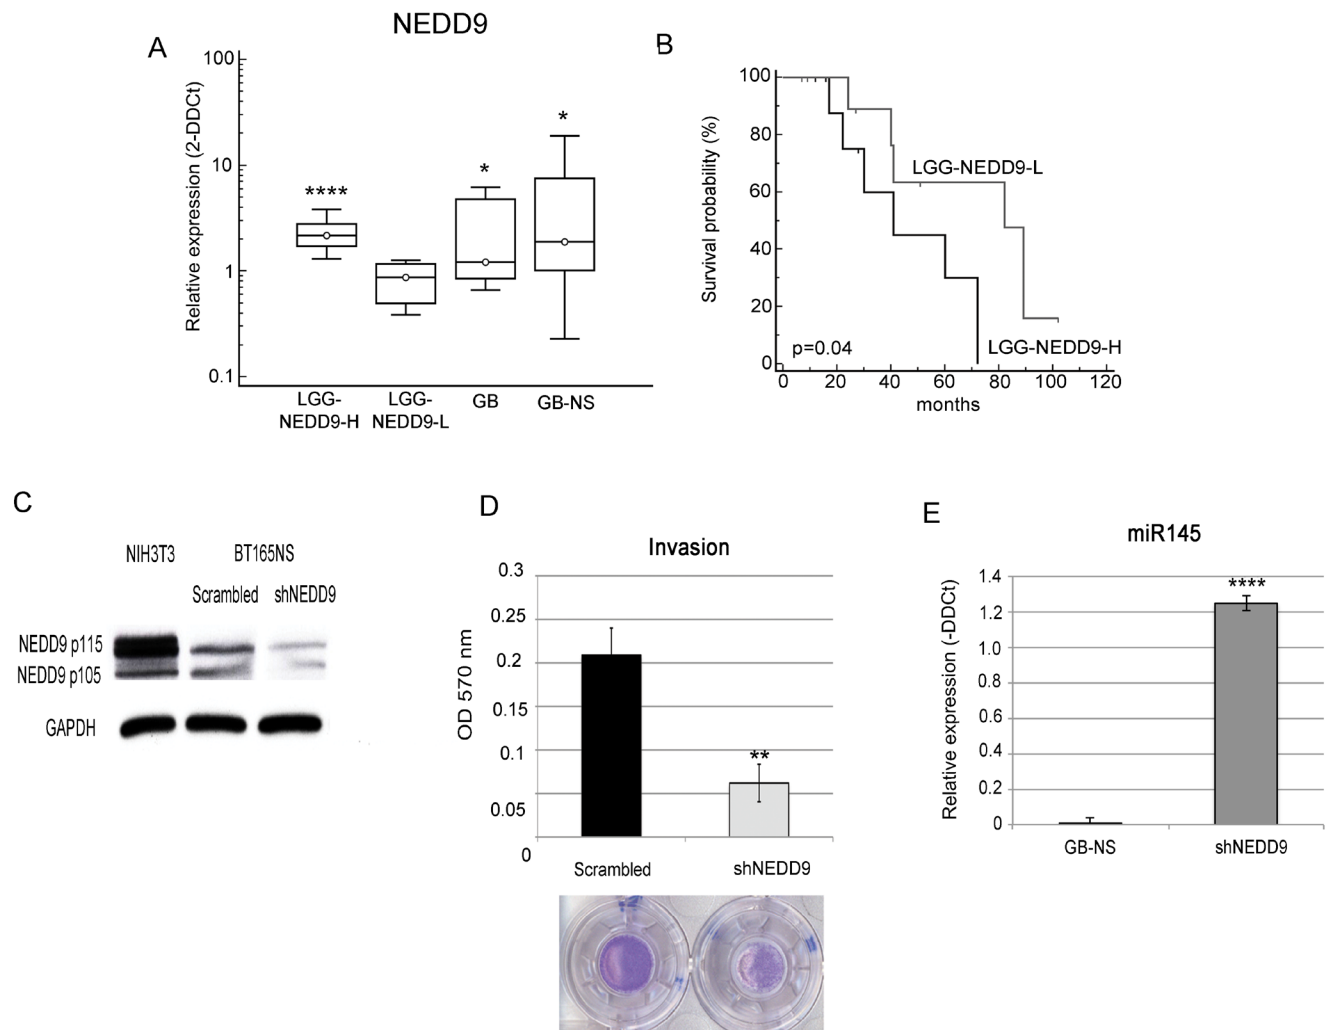 NEDD9
A
Relative expression (2-DDCt)
100
10
1
0.1
****
*
*
LGG-
NEDD9-H
LGG-
NEDD9-L
GB
GB-NS
B
Survival probability (%)
100
80
60
40
20
0
LGG-NEDD9-L
LGG-NEDD9-H
p=0.04
0 20 40 60 80 100 120
months
C
NIH3T3
BT165NS
Scrambled
shNEDD9
NEDD9 p115
NEDD9 p105
GAPDH
D
Invasion
OD 570 nm
0.3
0.25
0.2
0.15
0.1
0.05
0
**
Scrambled
shNEDD9
E
miR145
Relative expression (-DDCt)
1.4
1.2
1.0
0.8
0.6
0.4
0.2
0
****
GB-NS
shNEDD9